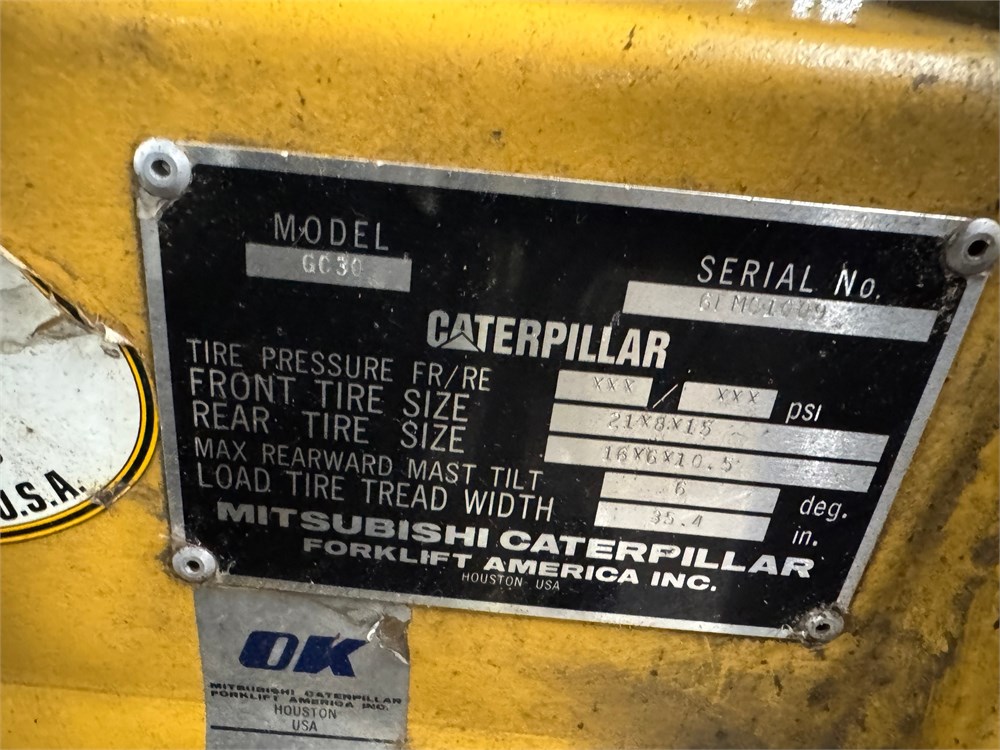 MODEL
GC30
SERIAL No.
CATERPILLAR
TIRE PRESSURE FR/RE XXX / XXX psi
FRONT TIRE SIZE 21X8X15
REAR TIRE SIZE 16X6X10.5
MAX REARWARD MAST TILT 6 deg.
LOAD TIRE TREAD WIDTH 35.4 in.
MITSUBISHI CATERPILLAR
FORKLIFT AMERICA INC.
HOUSTON USA
U.S.A.
OK
MITSUBISHI CATERPILLAR
FORKLIFT AMERICA INC.
HOUSTON
USA